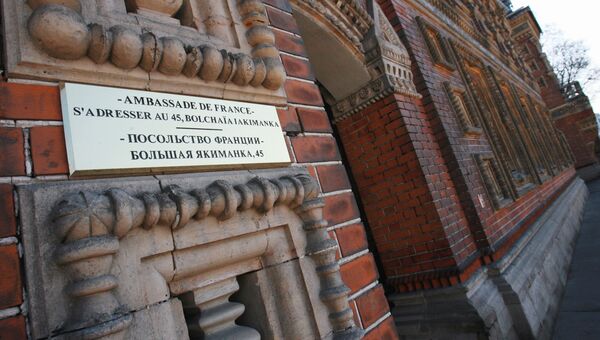 - AMBASSADE DE FRANCE-
S'ADRESSER AU 45, BOLCHAÏA IAKIMANKA
- ПОСОЛЬСТВО ФРАНЦИИ-
БОЛЬШАЯ ЯКИМАНКА, 45